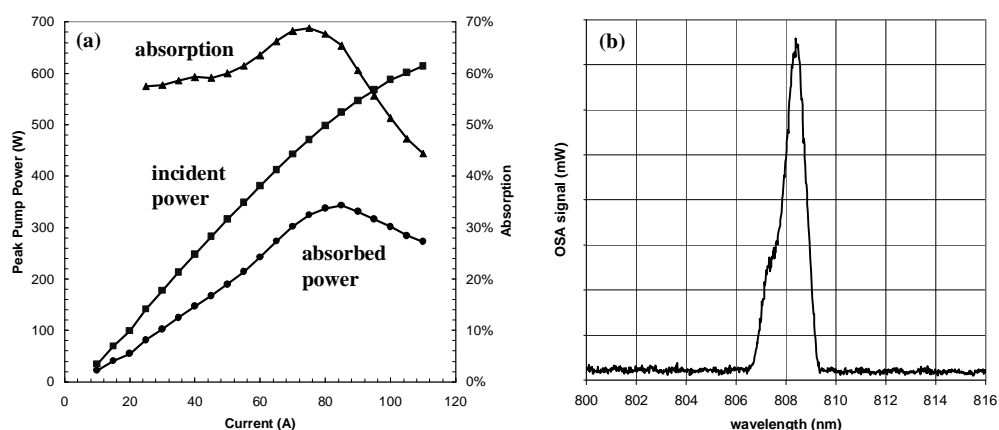 (a)
absorption
incident
power
absorbed
power
Peak Pump Power (W)
700
600
500
400
300
200
100
0
70%
60%
50%
40%
30%
20%
10%
0%
Absorption
0 20 40 60 80 100 120
Current (A)
(b)
OSA signal (mW)
800 802 804 806 808 810 812 814 816
wavelength (nm)